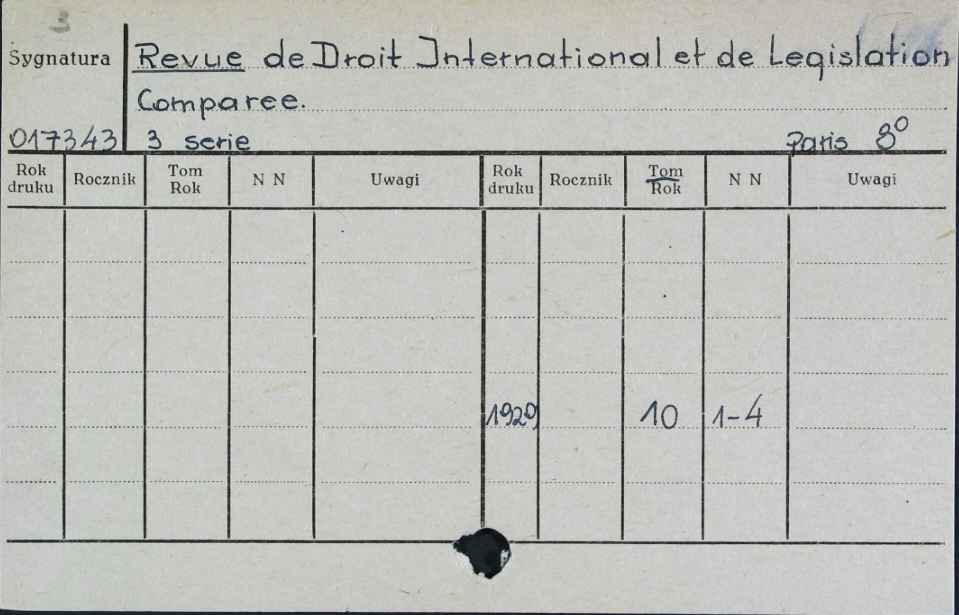 3
Sygnatura Revue de Droit International et de Legislation
Comparee.
017343 3 serie Paris 8°
Rok druku Rocznik Tom Rok N N Uwagi Rok druku Rocznik Tom Rok N N Uwagi
1929 10 1-4